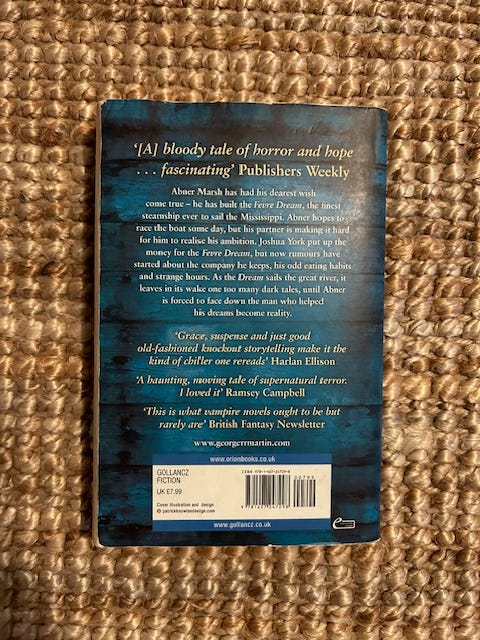 '[A] bloody tale of horror and hope
. . . fascinating' Publishers Weekly
Abner Marsh has had his dearest wish
come true – he has built the Fevre Dream, the finest
steamship ever to sail the Mississippi. Abner hopes to
race the boat some day, but his partner is making it hard
for him to realise his ambition. Joshua York put up the
money for the Fevre Dream, but now rumours have
started about the company he keeps, his odd eating habits
and strange hours. As the Dream sails the great river, it
leaves in its wake one too many dark tales, until Abner
is forced to face down the man who helped
his dreams become reality.
'Grace, suspense and just good
old-fashioned knockout storytelling make it the
kind of chiller one rereads' Harlan Ellison
'A haunting, moving tale of supernatural terror.
I loved it' Ramsey Campbell
'This is what vampire novels ought to be but
rarely are' British Fantasy Newsletter
www.georgerrmartin.com
www.orionbooks.co.uk
GOLLANCZ
FICTION
UK £7.99
Cover illustration and design
© patrickknowlesdesign.com
00799
www.gollancz.co.uk